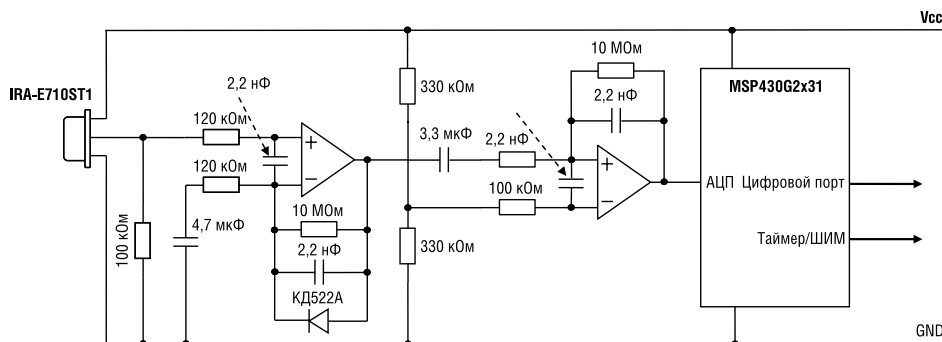 Vcc
10 МОм
IRA-E710ST1
2,2 нФ
330 кОм
2,2 нФ
MSP430G2x31
120 кОм
3,3 мкФ
2,2 нФ
+
+
120 кОм
−
100 кОм
−
АЦП Цифровой порт
100 кОм
4,7 мкФ
10 МОм
2,2 нФ
330 кОм
Таймер/ШИМ
КД522А
GND